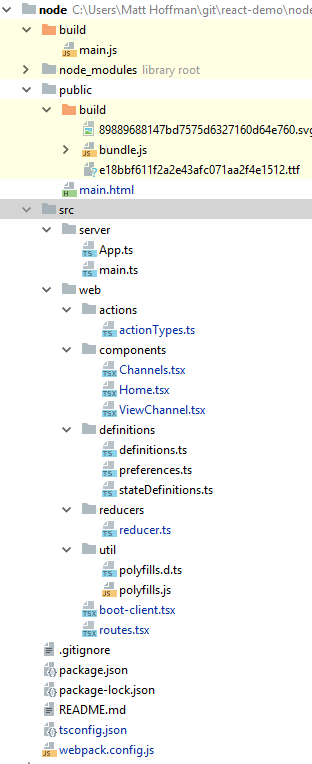 node C:\Users\Matt Hoffman\git\react-demo\node
build
main.js
node_modules library root
public
build
89889688147bd7575d6327160d64e760.svg
bundle.js
e18bbf611f2a2e43afc071aa2f4e1512.ttf
main.html
src
server
App.ts
main.ts
web
actions
actionTypes.ts
components
Channels.tsx
Home.tsx
ViewChannel.tsx
definitions
definitions.ts
preferences.ts
stateDefinitions.ts
reducers
reducer.ts
util
polyfills.d.ts
polyfills.js
boot-client.tsx
routes.tsx
.gitignore
package.json
package-lock.json
README.md
tsconfig.json
webpack.config.js